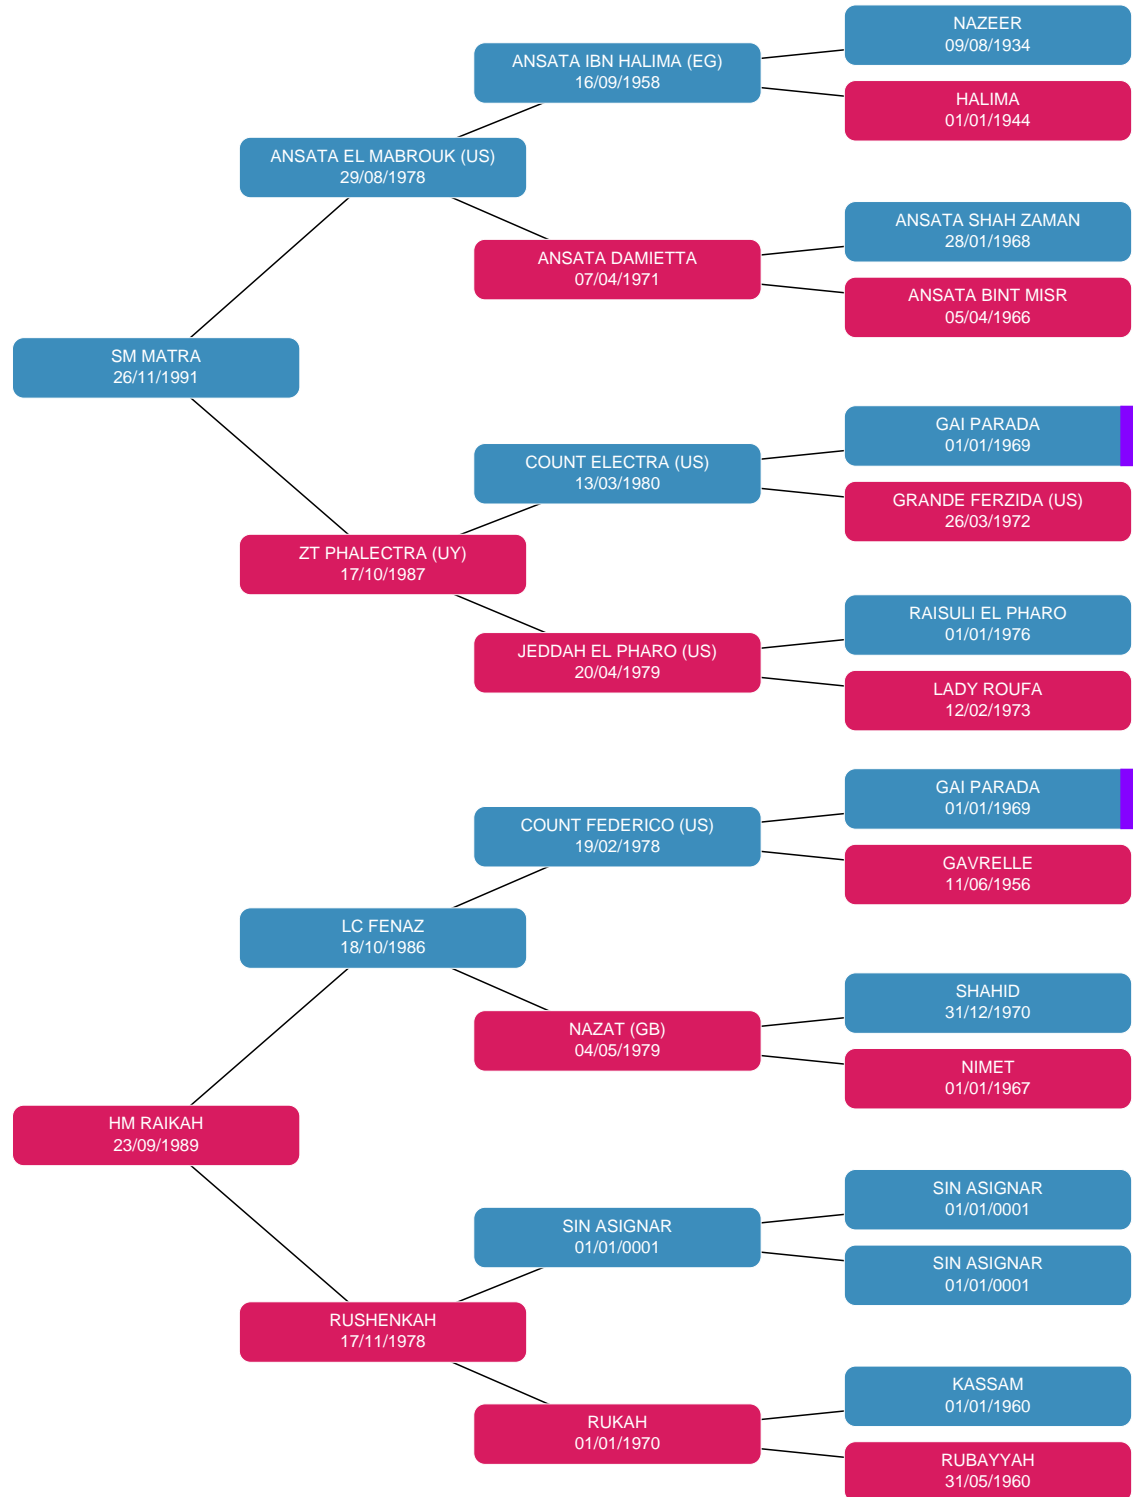 NAZEER
09/08/1934
ANSATA IBN HALIMA (EG)
16/09/1958
HALIMA
01/01/1944
ANSATA EL MABROUK (US)
29/08/1978
ANSATA SHAH ZAMAN
28/01/1968
ANSATA DAMIETTA
07/04/1971
ANSATA BINT MISR
05/04/1966
SM MATRA
26/11/1991
GAI PARADA
01/01/1969
COUNT ELECTRA (US)
13/03/1980
GRANDE FERZIDA (US)
26/03/1972
ZT PHALECTRA (UY)
17/10/1987
RAISULI EL PHARO
01/01/1976
JEDDAH EL PHARO (US)
20/04/1979
LADY ROUFA
12/02/1973
GAI PARADA
01/01/1969
COUNT FEDERICO (US)
19/02/1978
GAVRELLE
11/06/1956
LC FENAZ
18/10/1986
SHAHID
31/12/1970
NAZAT (GB)
04/05/1979
NIMET
01/01/1967
HM RAIKAH
23/09/1989
SIN ASIGNAR
01/01/0001
SIN ASIGNAR
01/01/0001
SIN ASIGNAR
01/01/0001
RUSHENKAH
17/11/1978
KASSAM
01/01/1960
RUKAH
01/01/1970
RUBAYYAH
31/05/1960